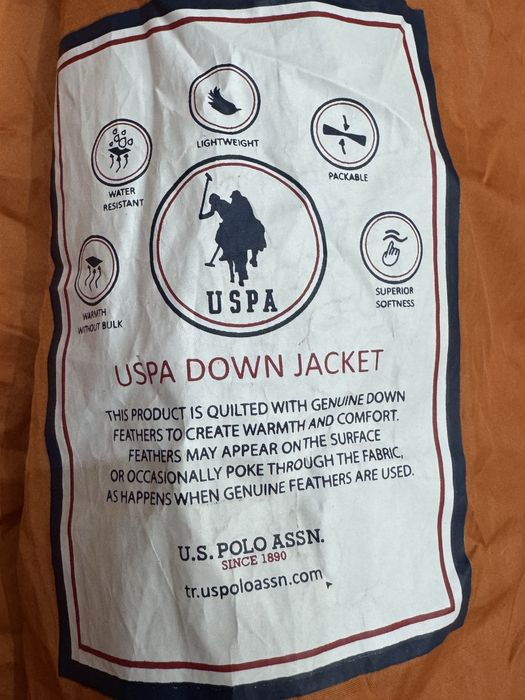 LIGHTWEIGHT
PACKABLE
WATER
RESISTANT
SUPERIOR
SOFTNESS
WARMTH
WITHOUT BULK
USPA
USPA DOWN JACKET
THIS PRODUCT IS QUILTED WITH GENUINE DOWN
FEATHERS TO CREATE WARMTH AND COMFORT.
FEATHERS MAY APPEAR ON THE SURFACE
OR OCCASIONALLY POKE THROUGH THE FABRIC,
AS HAPPENS WHEN GENUINE FEATHERS ARE USED.
U.S. POLO ASSN.
SINCE 1890
tr.uspoloassn.com